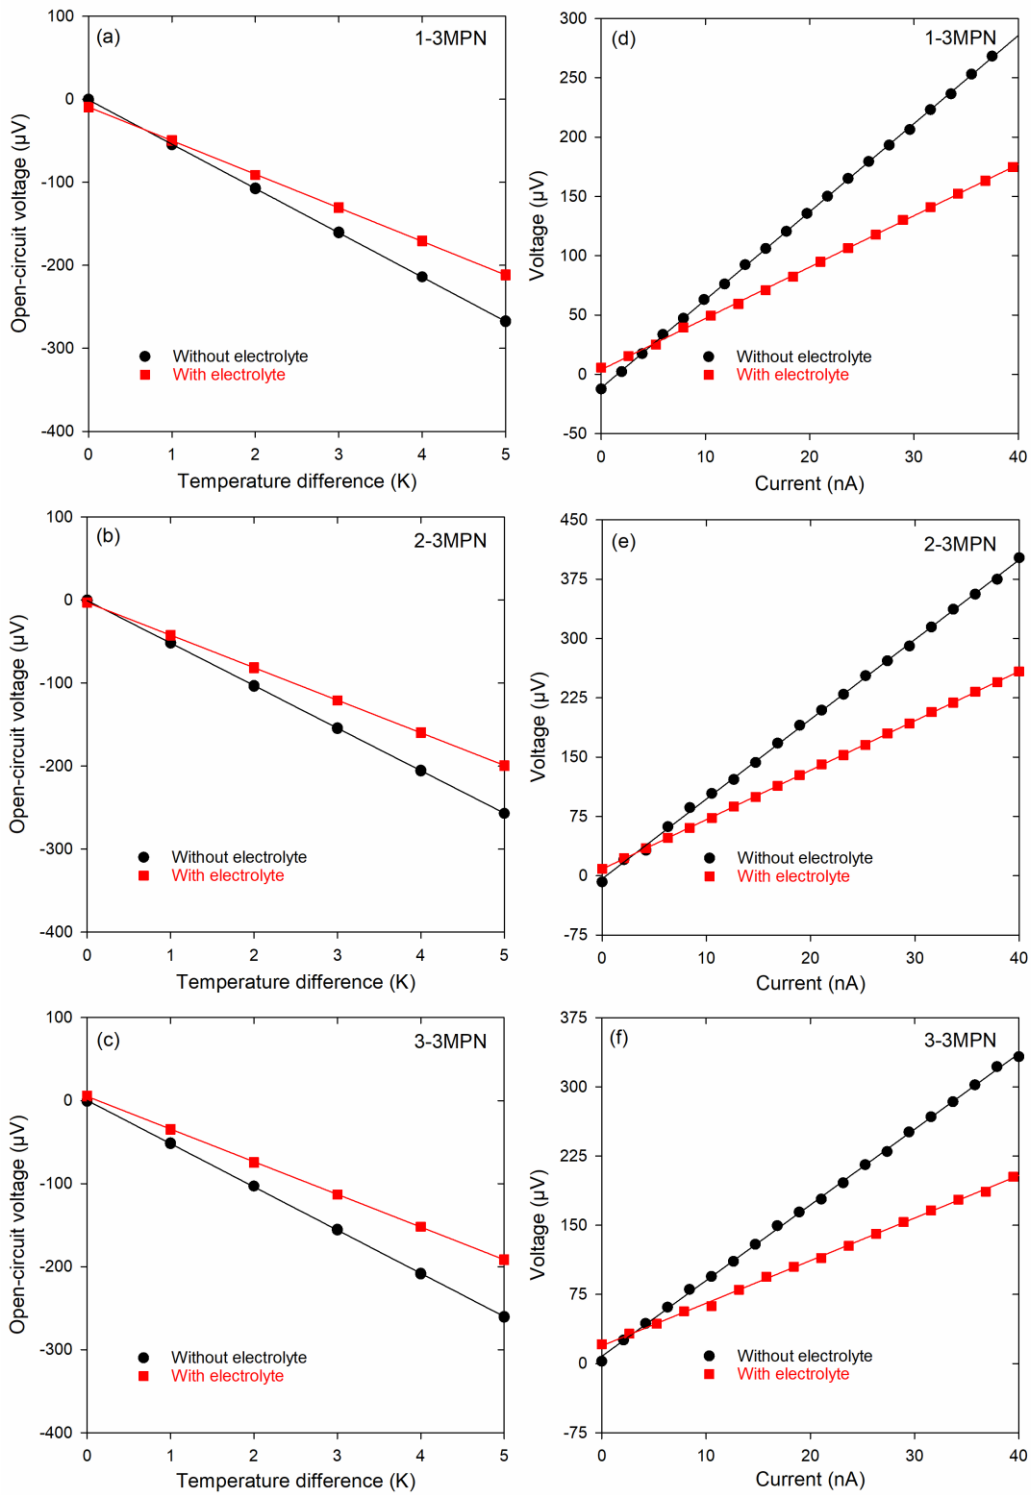 (a) 1-3MPN
100
0
-100
-200
-300
-400
Open-circuit voltage (µV)
Without electrolyte
With electrolyte
0 1 2 3 4 5
Temperature difference (K)
(d) 1-3MPN
300
250
200
150
100
50
0
-50
Voltage (µV)
Without electrolyte
With electrolyte
0 10 20 30 40
Current (nA)
(b) 2-3MPN
100
0
-100
-200
-300
-400
Open-circuit voltage (µV)
Without electrolyte
With electrolyte
0 1 2 3 4 5
Temperature difference (K)
(e) 2-3MPN
450
375
300
225
150
75
0
-75
Voltage (µV)
Without electrolyte
With electrolyte
0 10 20 30 40
Current (nA)
(c) 3-3MPN
100
0
-100
-200
-300
-400
Open-circuit voltage (µV)
Without electrolyte
With electrolyte
0 1 2 3 4 5
Temperature difference (K)
(f) 3-3MPN
375
300
225
150
75
0
-75
Voltage (µV)
Without electrolyte
With electrolyte
0 10 20 30 40
Current (nA)